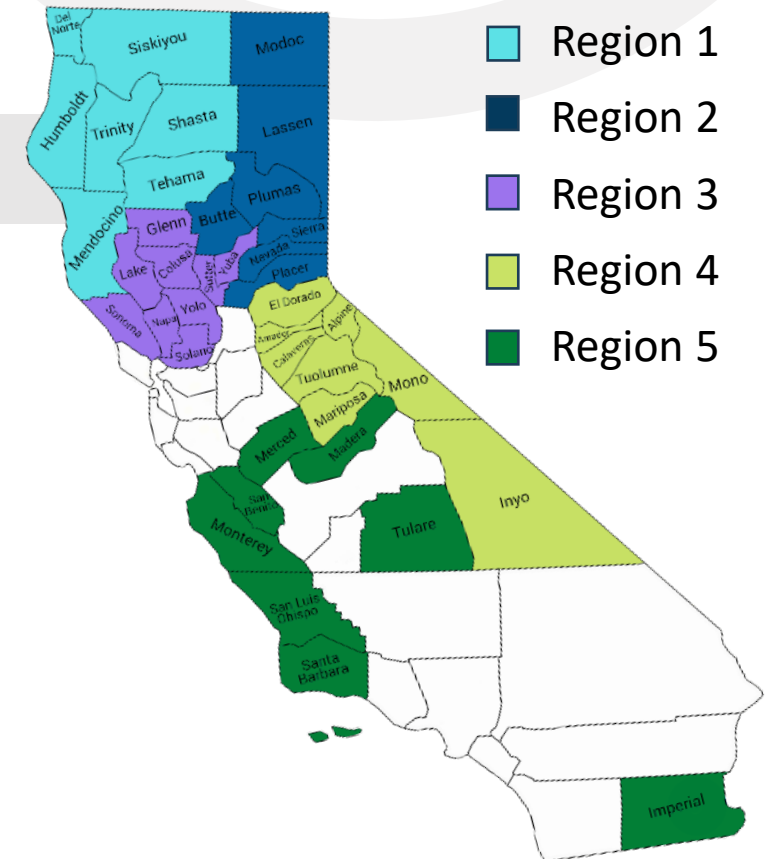 Region 1
Region 2
Region 3
Region 4
Region 5
Del
Norte
Siskiyou
Modoc
Humboldt
Trinity
Shasta
Lassen
Tehama
Plumas
Mendocino
Glenn
Butte
Sierra
Nevada
Lake
Colusa
Sutter
Yuba
Placer
Sonoma
Napa
Yolo
Solano
El Dorado
Alpine
Amador
Calaveras
Tuolumne
Mono
Mariposa
Merced
Madera
San
Benito
Monterey
Tulare
Inyo
San Luis
Obispo
Santa
Barbara
Imperial